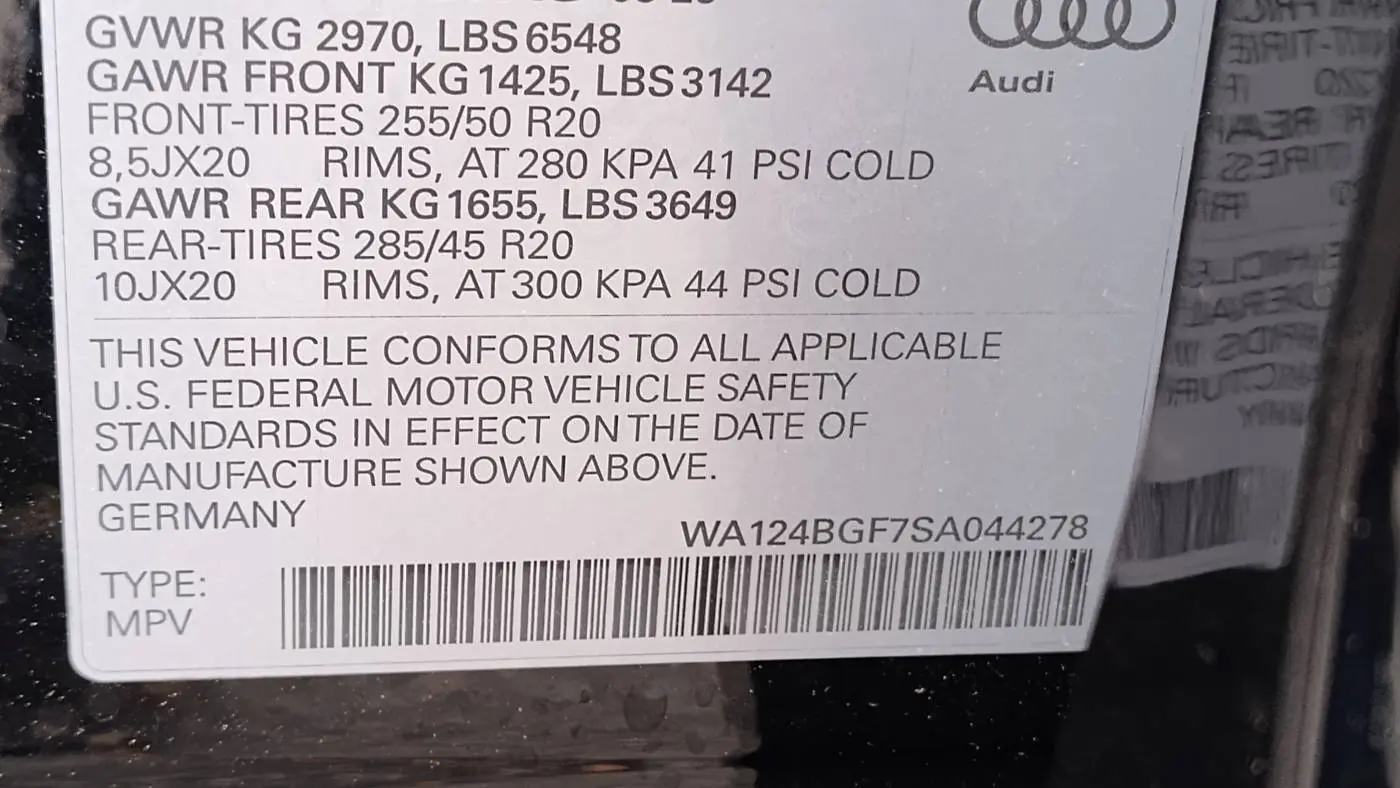 GVWR KG 2970, LBS 6548
GAWR FRONT KG 1425, LBS 3142
Audi
FRONT-TIRES 255/50 R20
8,5JX20 RIMS, AT 280 KPA 41 PSI COLD
GAWR REAR KG 1655, LBS 3649
REAR-TIRES 285/45 R20
10JX20 RIMS, AT 300 KPA 44 PSI COLD
THIS VEHICLE CONFORMS TO ALL APPLICABLE
U.S. FEDERAL MOTOR VEHICLE SAFETY
STANDARDS IN EFFECT ON THE DATE OF
MANUFACTURE SHOWN ABOVE.
GERMANY
WA124BGF7SA044278
TYPE:
MPV